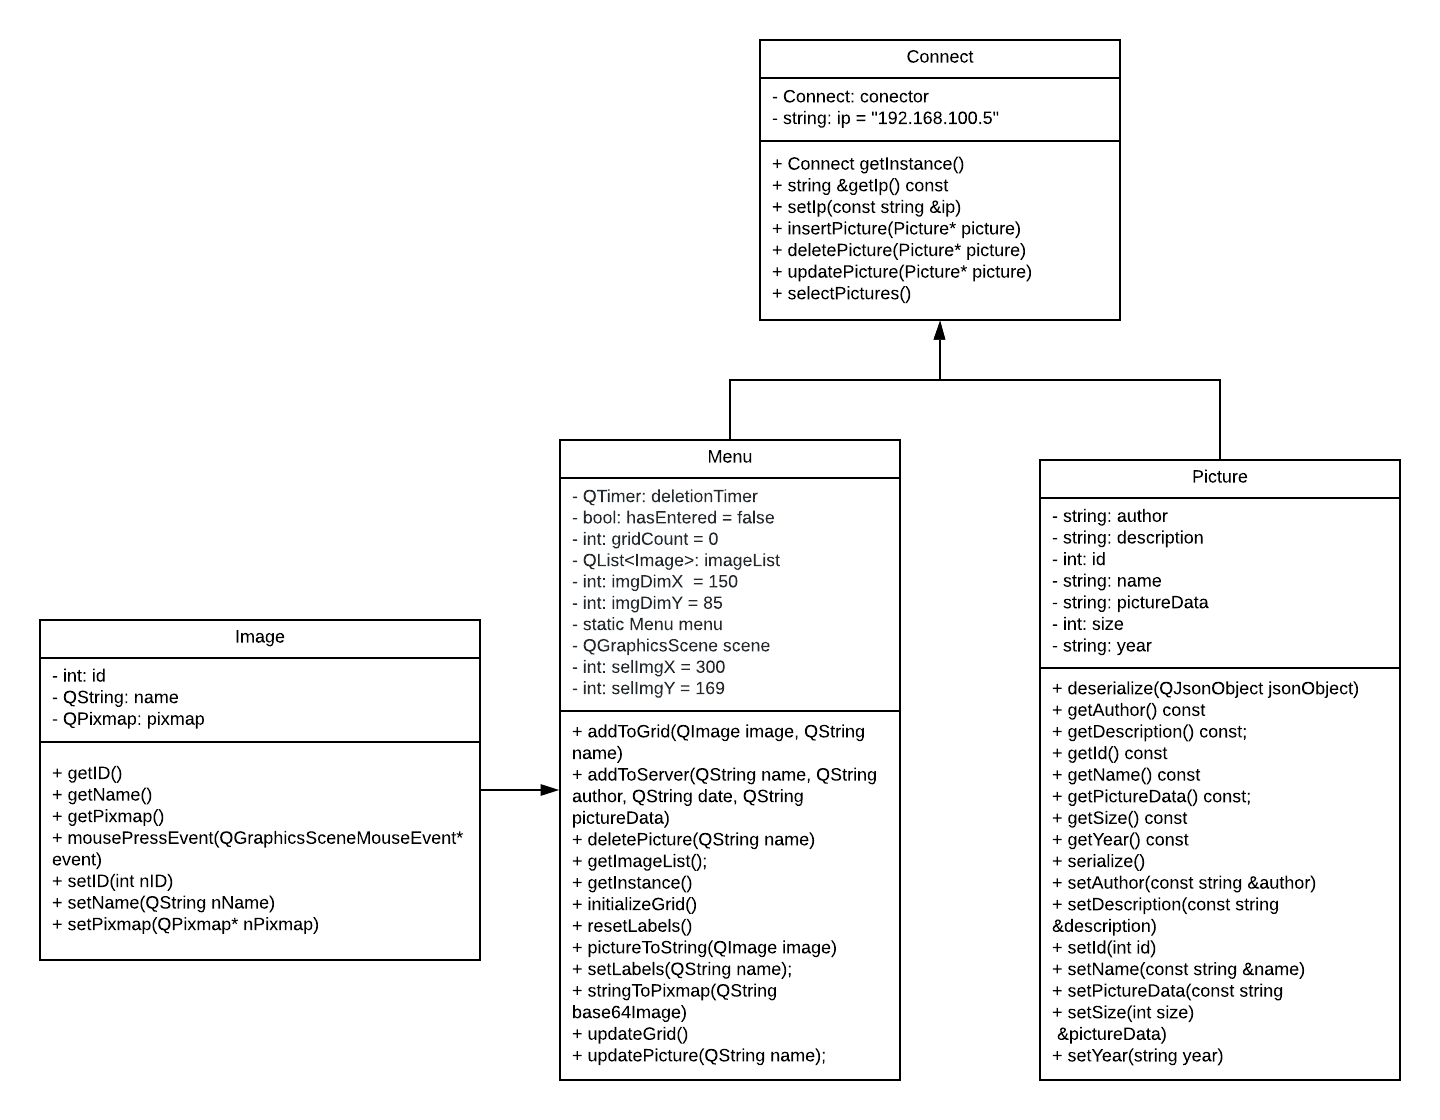 Connect
- Connect: conector
- string: ip = "192.168.100.5"
+ Connect getInstance()
+ string &getIp() const
+ setIp(const string &ip)
+ insertPicture(Picture* picture)
+ deletePicture(Picture* picture)
+ updatePicture(Picture* picture)
+ selectPictures()
Menu
- QTimer: deletionTimer
- bool: hasEntered = false
- int: gridCount = 0
- QList<Image>: imageList
- int: imgDimX  = 150
- int: imgDimY = 85
- static Menu menu
- QGraphicsScene scene
- int: selImgX = 300
- int: selImgY = 169
+ addToGrid(QImage image, QString
name)
+ addToServer(QString name, QString
author, QString date, QString
pictureData)
+ deletePicture(QString name)
+ getImageList();
+ getInstance()
+ initializeGrid()
+ resetLabels()
+ pictureToString(QImage image)
+ setLabels(QString name);
+ stringToPixmap(QString
base64Image)
+ updateGrid()
+ updatePicture(QString name);
Picture
- string: author
- string: description
- int: id
- string: name
- string: pictureData
- int: size
- string: year
+ deserialize(QJsonObject jsonObject)
+ getAuthor() const
+ getDescription() const;
+ getId() const
+ getName() const
+ getPictureData() const;
+ getSize() const
+ getYear() const
+ serialize()
+ setAuthor(const string &author)
+ setDescription(const string
&description)
+ setId(int id)
+ setName(const string &name)
+ setPictureData(const string
+ setSize(int size)
&pictureData)
+ setYear(string year)
Image
- int: id
- QString: name
- QPixmap: pixmap
+ getID()
+ getName()
+ getPixmap()
+ mousePressEvent(QGraphicsSceneMouseEvent*
event)
+ setID(int nID)
+ setName(QString nName)
+ setPixmap(QPixmap* nPixmap)